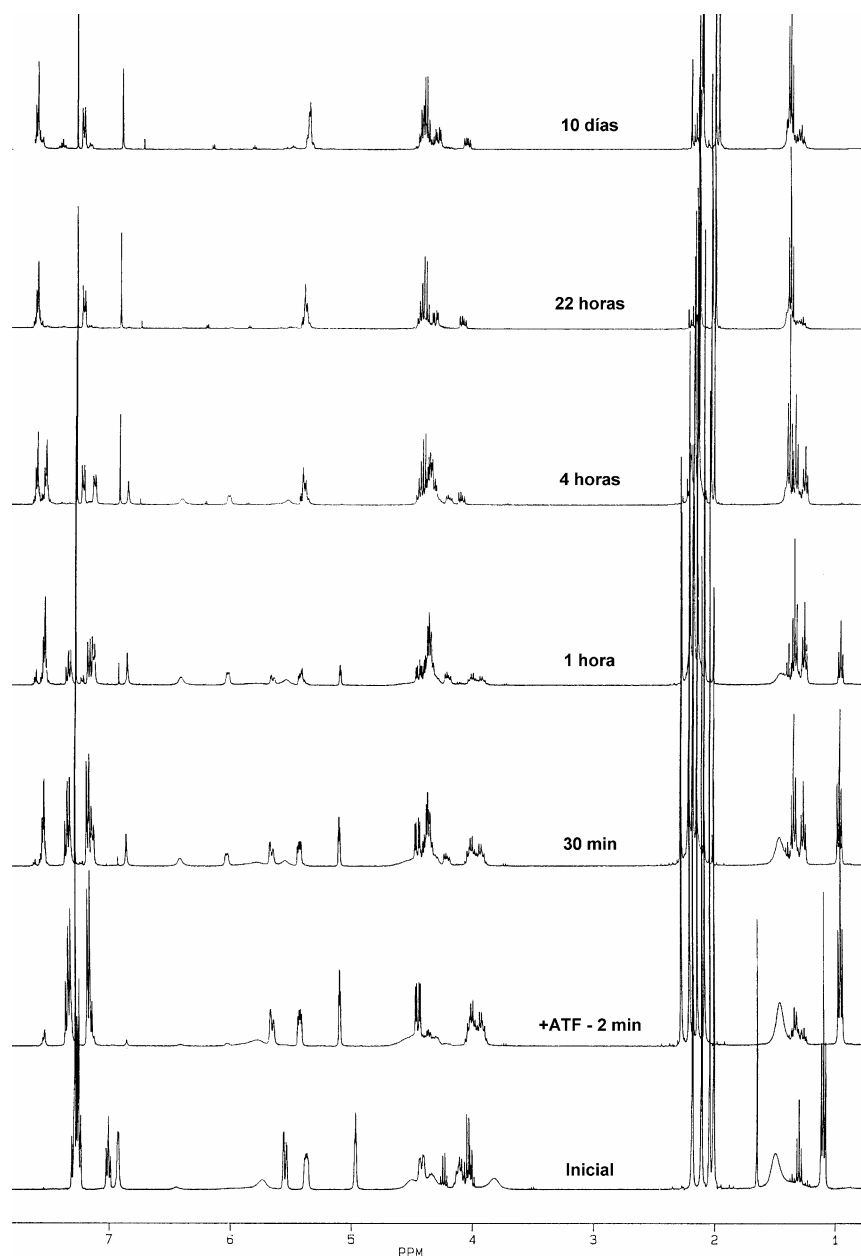 10 días
22 horas
4 horas
1 hora
30 min
+ATF - 2 min
Inicial
7 6 5 4 3 2 1
PPM